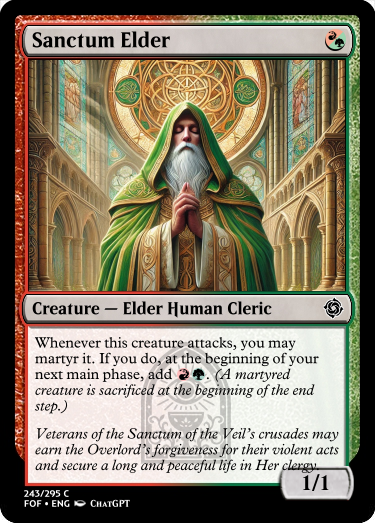 Sanctum Elder
Creature — Elder Human Cleric
Whenever this creature attacks, you may
martyr it. If you do, at the beginning of your
next main phase, add . (A martyred
creature is sacrificed at the beginning of the end
step.)
Veterans of the Sanctum of the Veil's crusades may
earn the Overlord's forgiveness for their violent acts
and secure a long and peaceful life in Her clergy.
1/1
243/295 C
FOF • ENG ChatGPT